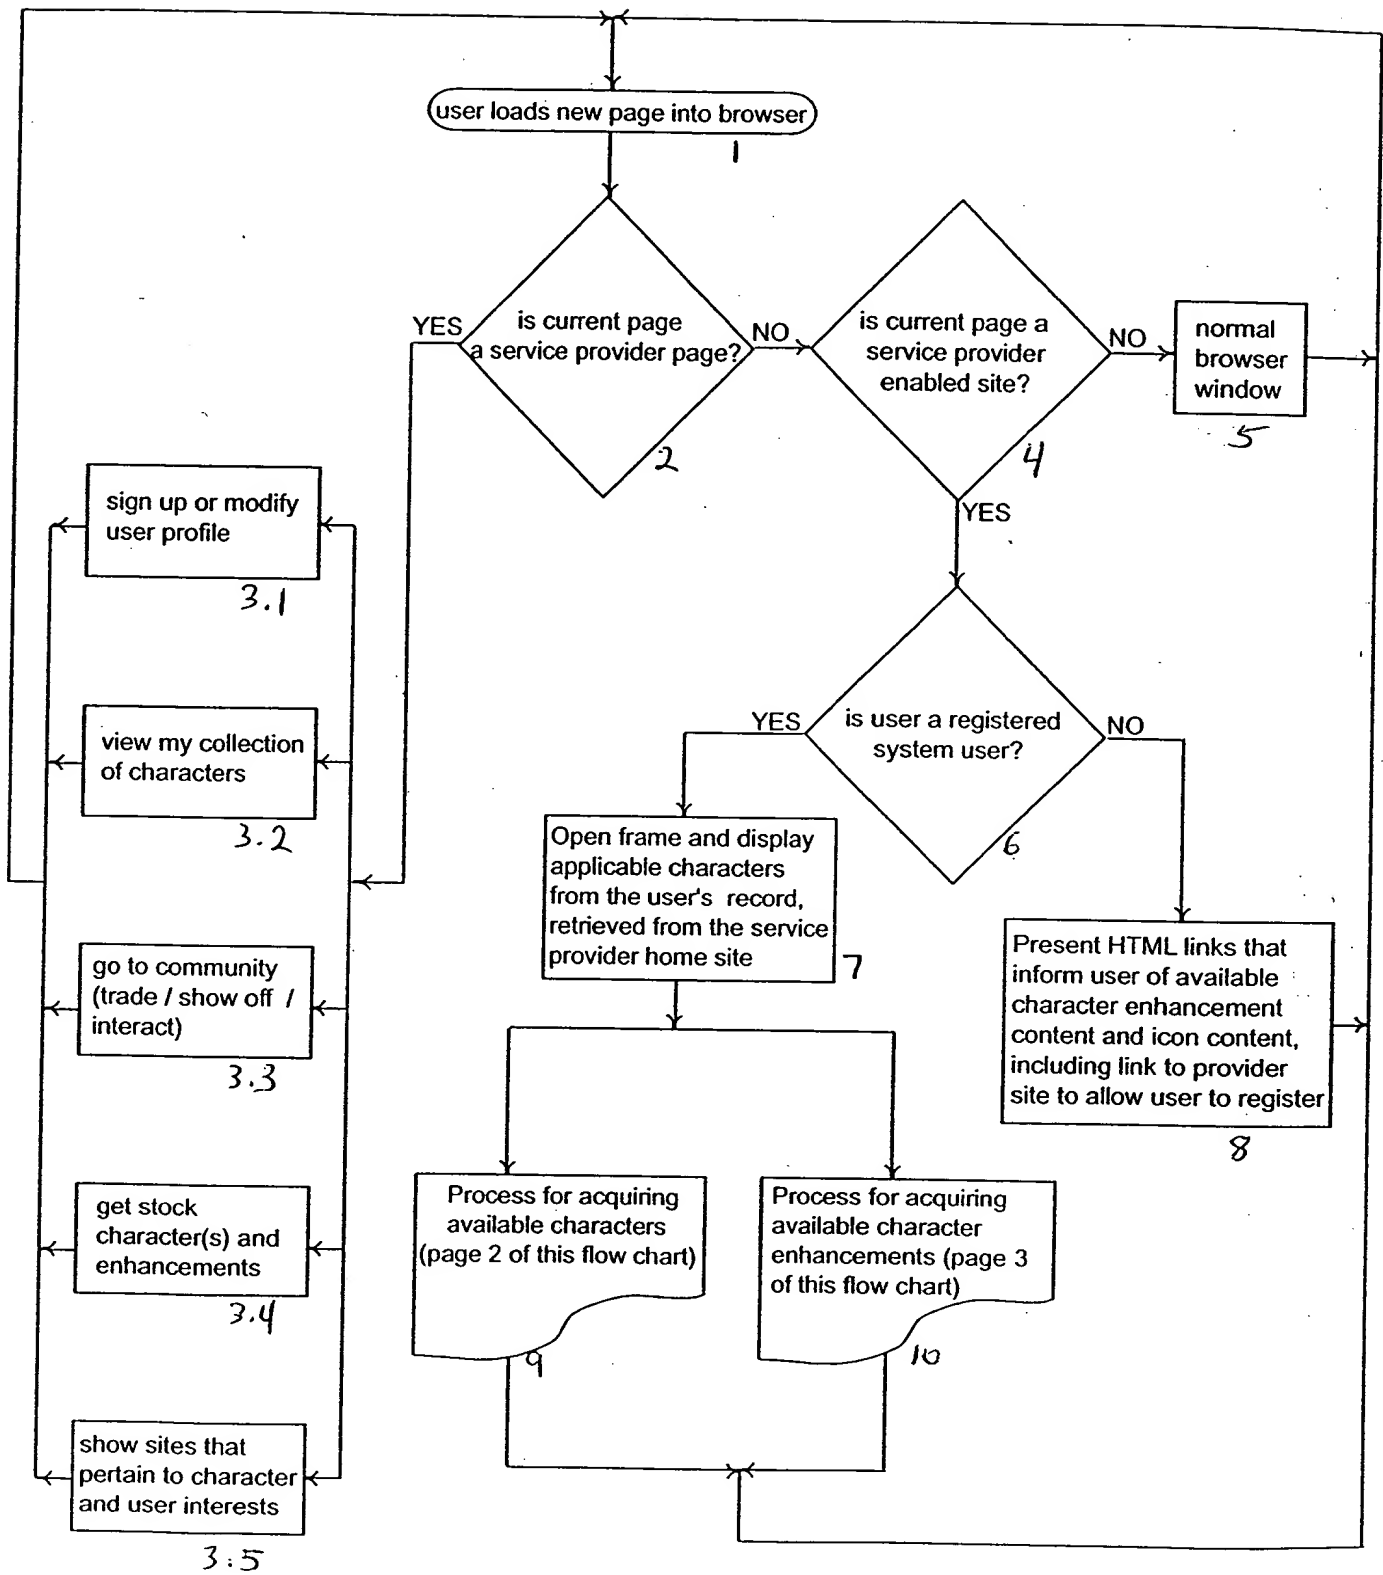 user loads new page into browser
1
YES
is current page
a service provider page?
NO
2
is current page a
service provider
enabled site?
NO
4
YES
normal
browser
window
5
sign up or modify
user profile
3.1
view my collection
of characters
3.2
go to community
(trade / show off /
interact)
3.3
get stock
character(s) and
enhancements
3.4
show sites that
pertain to character
and user interests
3.5
YES
is user a registered
system user?
NO
6
Open frame and display
applicable characters
from the user's record,
retrieved from the service
provider home site
7
Present HTML links that
inform user of available
character enhancement
content and icon content,
including link to provider
site to allow user to register
8
Process for acquiring
available characters
(page 2 of this flow chart)
9
Process for acquiring
available character
enhancements (page 3
of this flow chart)
10